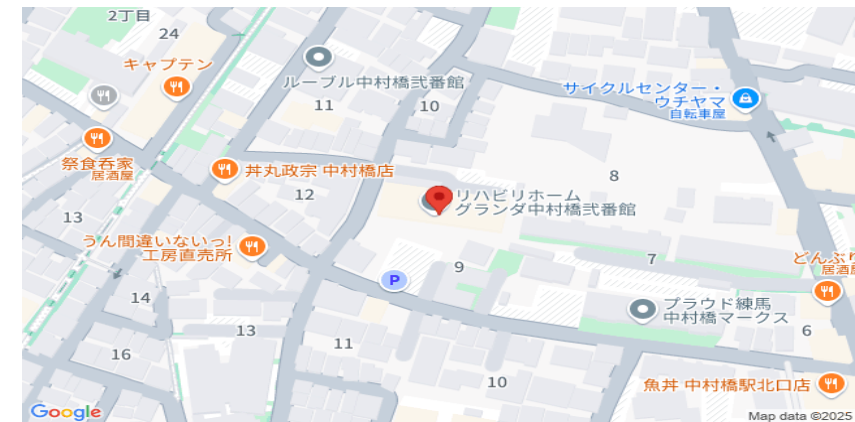 2丁目
24
キャプテン
ルーブル中村橋弐番館
11
10
サイクルセンター・
ウチヤマ
自転車屋
祭食呑家
居酒屋
丼丸政宗 中村橋店
12
8
リハビリホーム
グランダ中村橋弐番館
13
うん間違いないっ!
工房直売所
P
9
7
どんぶり
居酒屋
14
13
プラウド練馬
中村橋マークス
6
16
11
10
魚丼 中村橋駅北口店
Google
Map data ©2025